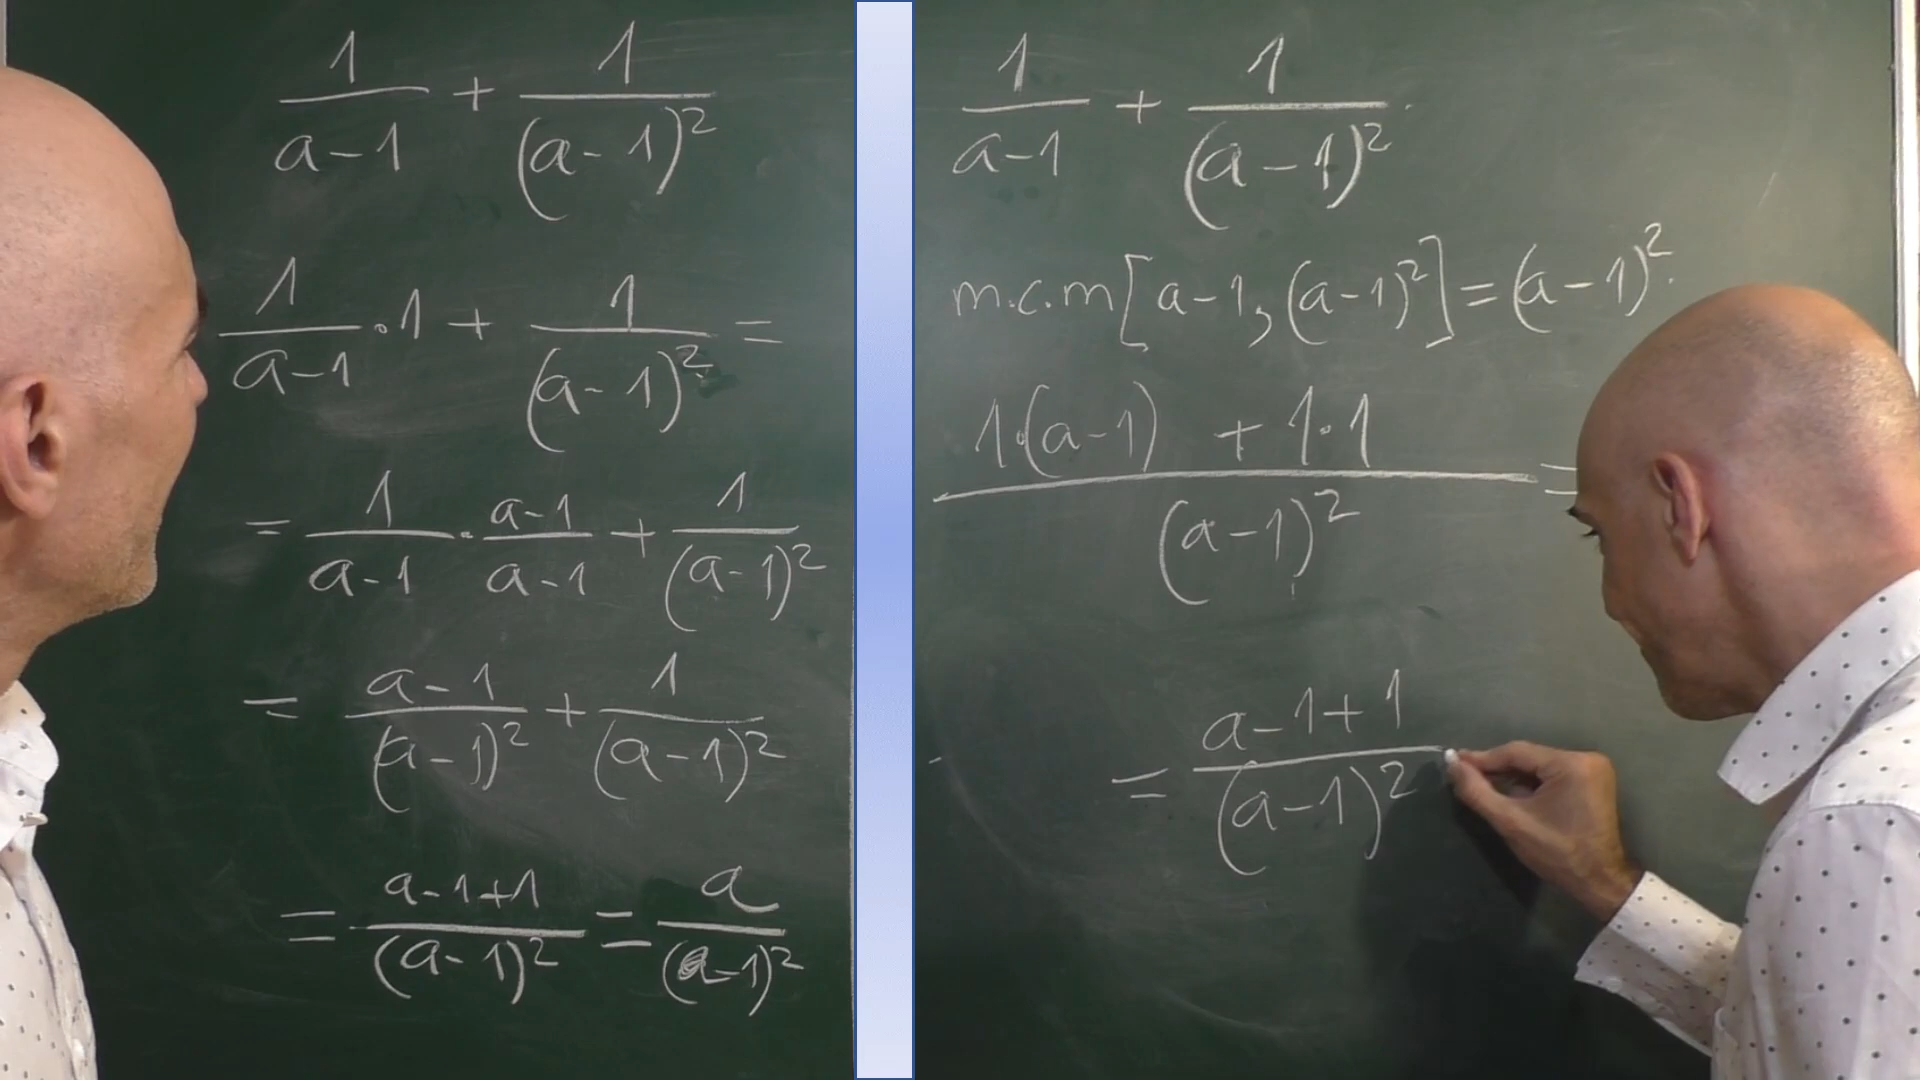 1/(a-1) + 1/(a-1)²
1/(a-1) · 1 + 1/(a-1)² =
= 1/(a-1) · (a-1)/(a-1) + 1/(a-1)²
= (a-1)/(a-1)² + 1/(a-1)²
= (a-1+1)/(a-1)² = a/(a-1)²
1/(a-1) + 1/(a-1)²
m.c.m[a-1, (a-1)²] = (a-1)²
(1·(a-1) + 1·1)/(a-1)² =
= (a-1+1)/(a-1)²